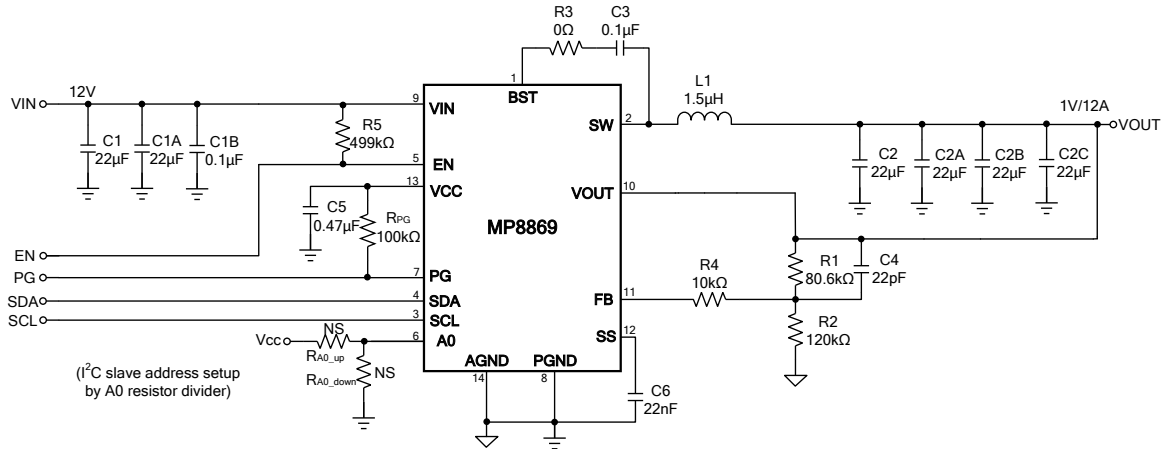 R3
0Ω
C3
0.1μF
12V
VIN
C1
22μF
C1A
22μF
C1B
0.1μF
R5
499kΩ
9
VIN
1
BST
SW
2
L1
1.5μH
1V/12A
VOUT
C2
22μF
C2A
22μF
C2B
22μF
C2C
22μF
5
EN
13
VCC
C5
0.47μF
RPG
100kΩ
VOUT
10
MP8869
R1
80.6kΩ
C4
22pF
EN
PG
7
PG
SDA
4
SDA
SCL
3
SCL
FB
11
R4
10kΩ
R2
120kΩ
Vcc
NS
RA0_up
6
A0
NS
RA0_down
SS
12
C6
22nF
AGND
14
PGND
8
(I²C slave address setup
by A0 resistor divider)